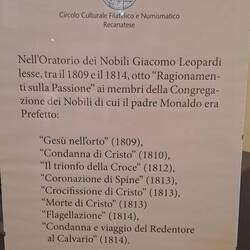 Circolo Culturale Filatelico e Numismatico
Recanatese
Nell'Oratorio dei Nobili Giacomo Leopardi
lesse, tra il 1809 e il 1814, otto "Ragionamen-
ti sulla Passione" ai membri della Congrega-
zione dei Nobili di cui il padre Monaldo era
Prefetto:
"Gesù nell'orto" (1809),
"Condanna di Cristo" (1810),
"Il trionfo della Croce" (1812),
"Coronazione di Spine" (1813),
"Crocifissione di Cristo" (1813),
"Morte di Cristo" (1813)
"Flagellazione" (1814),
"Condanna e viaggio del Redentore
al Calvario" (1814).